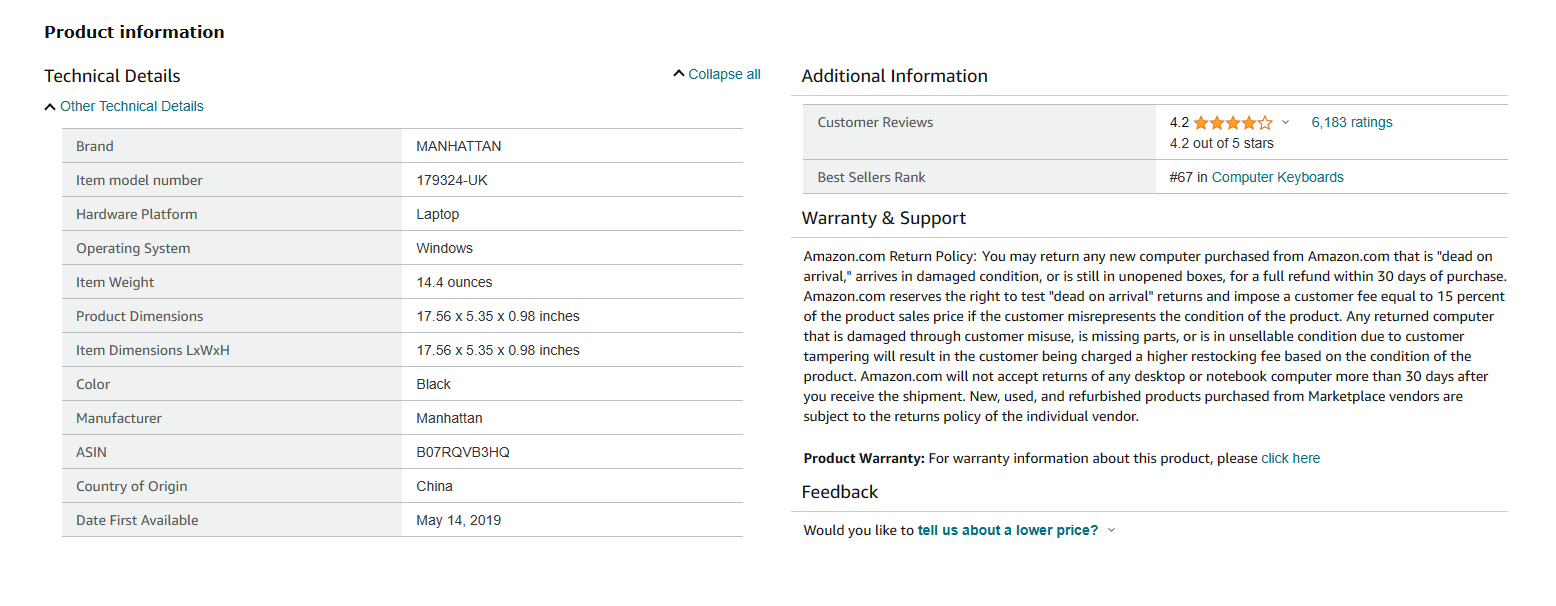 Product information
Technical Details
Collapse all
Other Technical Details
Brand MANHATTAN
Item model number 179324-UK
Hardware Platform Laptop
Operating System Windows
Item Weight 14.4 ounces
Product Dimensions 17.56 x 5.35 x 0.98 inches
Item Dimensions LxWxH 17.56 x 5.35 x 0.98 inches
Color Black
Manufacturer Manhattan
ASIN B07RQVB3HQ
Country of Origin China
Date First Available May 14, 2019
Additional Information
Customer Reviews 4.2 6,183 ratings
4.2 out of 5 stars
Best Sellers Rank #67 in Computer Keyboards
Warranty & Support
Amazon.com Return Policy: You may return any new computer purchased from Amazon.com that is "dead on
arrival," arrives in damaged condition, or is still in unopened boxes, for a full refund within 30 days of purchase.
Amazon.com reserves the right to test "dead on arrival" returns and impose a customer fee equal to 15 percent
of the product sales price if the customer misrepresents the condition of the product. Any returned computer
that is damaged through customer misuse, is missing parts, or is in unsellable condition due to customer
tampering will result in the customer being charged a higher restocking fee based on the condition of the
product. Amazon.com will not accept returns of any desktop or notebook computer more than 30 days after
you receive the shipment. New, used, and refurbished products purchased from Marketplace vendors are
subject to the returns policy of the individual vendor.
Product Warranty: For warranty information about this product, please click here
Feedback
Would you like to tell us about a lower price?